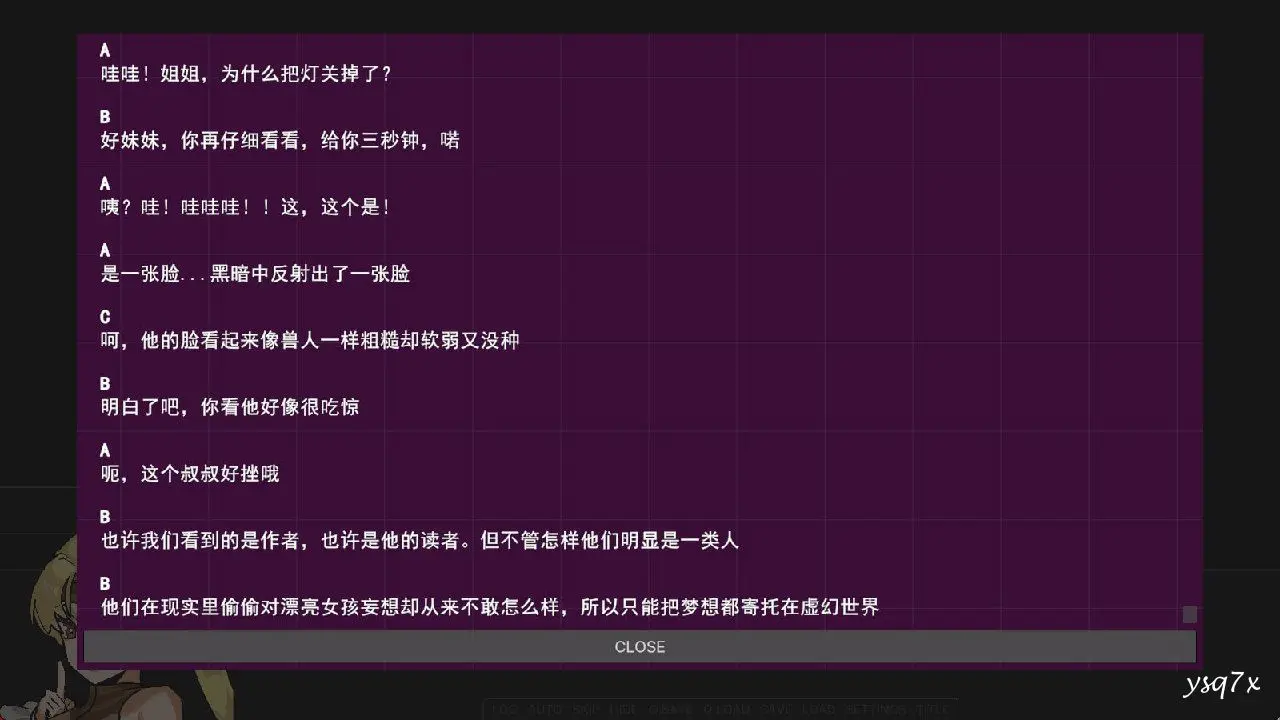 A
哇哇！姐姐，为什么把灯关掉了？
B
好妹妹，你再仔细看看，给你三秒钟，喏
A
咦？哇！哇哇哇！！这，这个是！
A
是一张脸...黑暗中反射出了一张脸
C
呵，他的脸看起来像兽人一样粗糙却软弱又没种
B
明白了吧，你看他好像很吃惊
A
呃，这个叔叔好挫哦
B
也许我们看到的是作者，也许是他的读者。但不管怎样他们明显是一类人
B
他们在现实里偷偷对漂亮女孩妄想却从来不敢怎么样，所以只能把梦想都寄托在虚幻世界
CLOSE
ysq7x
LOG AUTO SKIP HIDE Q.SAVE Q.LOAD SAVE LOAD SETTINGS TITLE